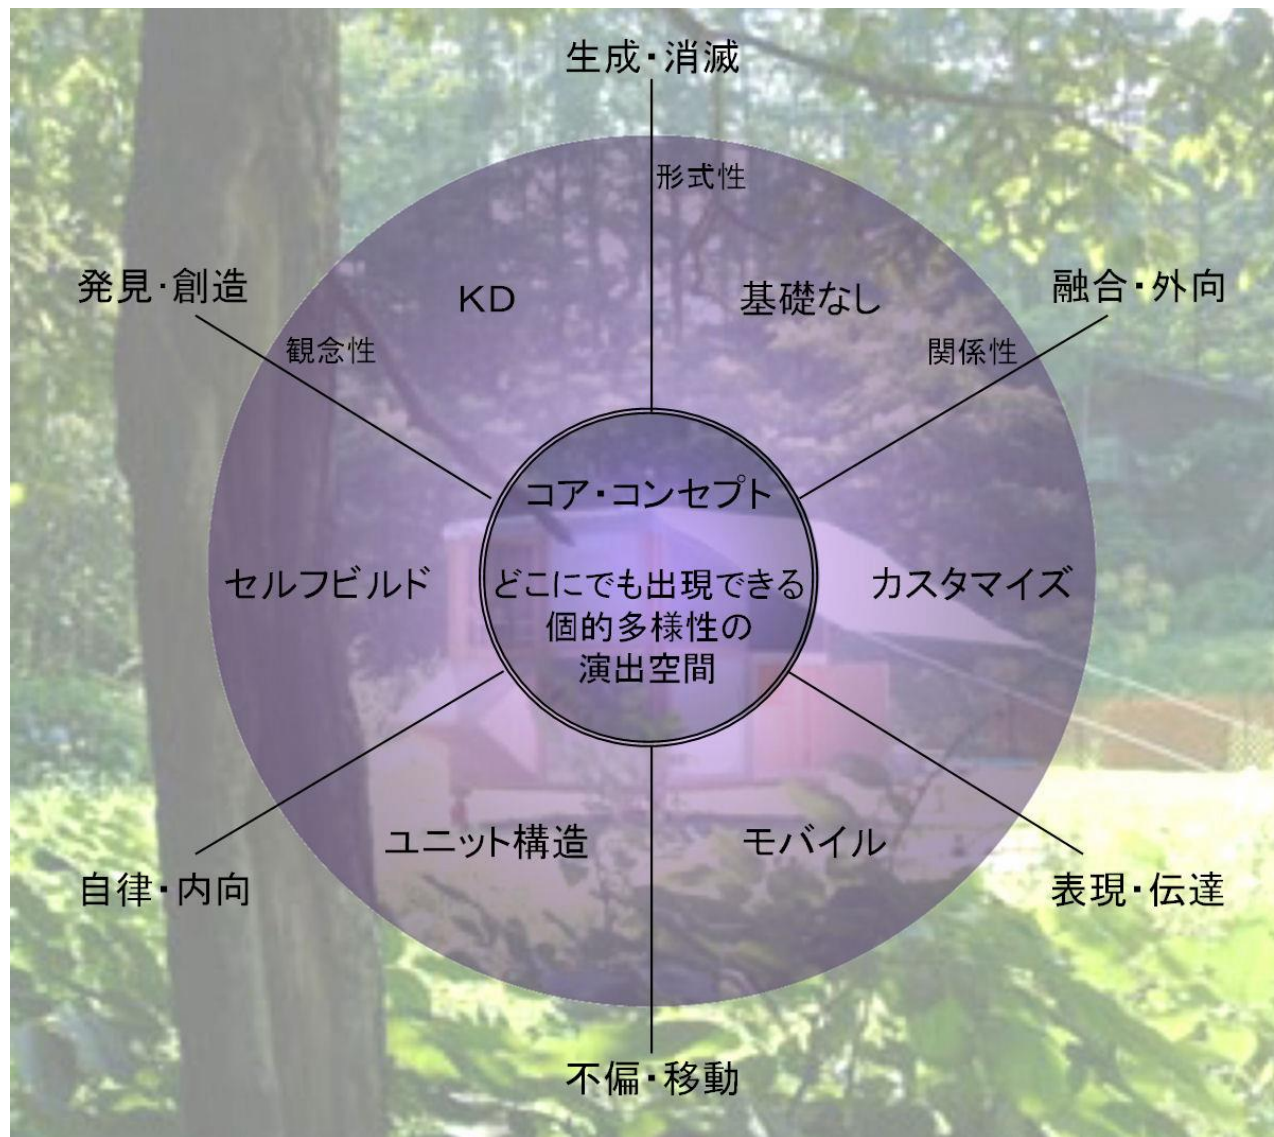 生成・消滅
形式性
発見・創造
KD
基礎なし
融合・外向
観念性
関係性
コア・コンセプト
セルフビルド
どこにでも出現できる
個的多様性の
演出空間
カスタマイズ
ユニット構造
モバイル
自律・内向
表現・伝達
不偏・移動